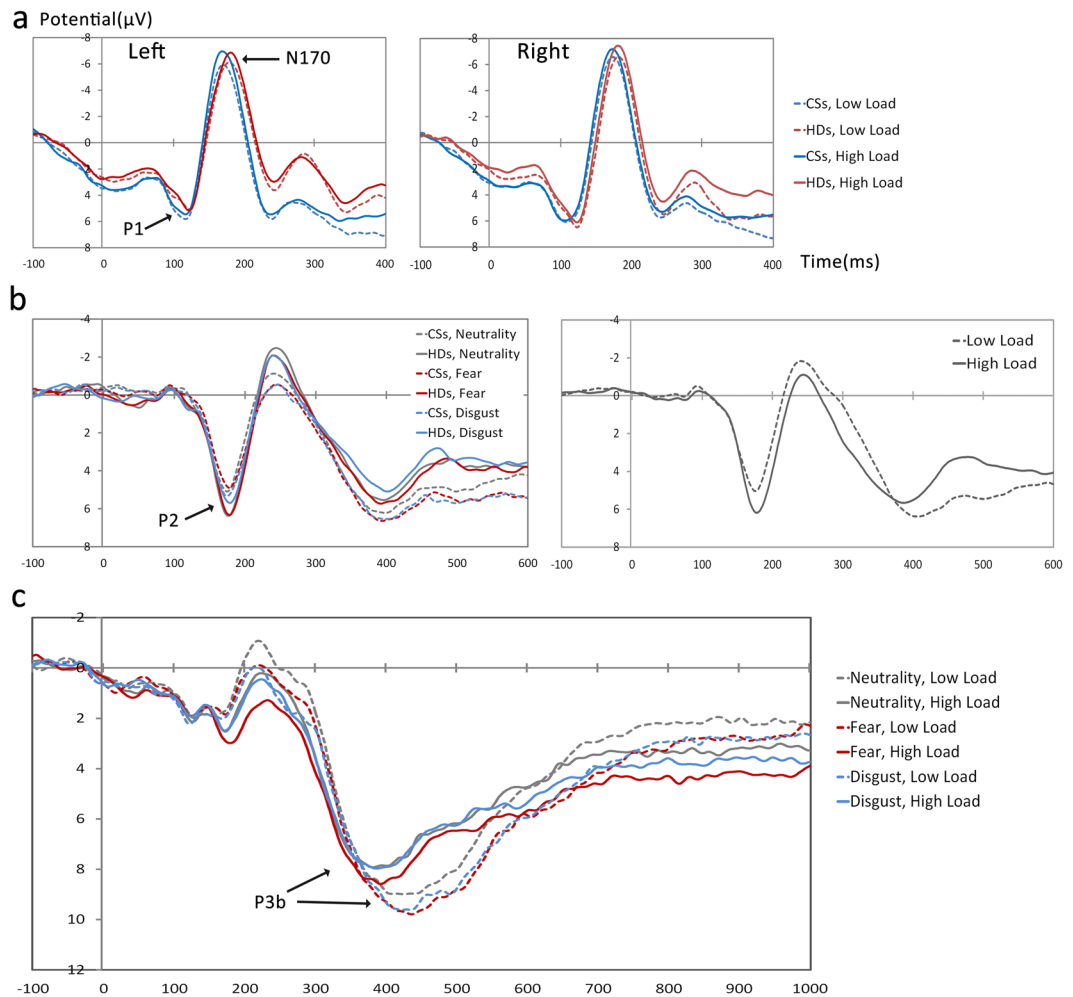 a Potential(μV)
-8
-6
-4
-2
0
2
4
6
8
Left
N170
P1
-100 0 100 200 300 400
-8
-6
-4
-2
0
2
4
6
8
Right
-100 0 100 200 300 400
CSs, Low Load
HDs, Low Load
CSs, High Load
HDs, High Load
Time(ms)
b
-4
-2
0
2
4
6
8
CSs, Neutrality
HDs, Neutrality
CSs, Fear
HDs, Fear
CSs, Disgust
HDs, Disgust
P2
-100 0 100 200 300 400 500 600
-4
-2
0
2
4
6
8
Low Load
High Load
-100 0 100 200 300 400 500 600
c
-2
0
2
4
6
8
10
12
P3b
-100 0 100 200 300 400 500 600 700 800 900 1000
Neutrality, Low Load
Neutrality, High Load
Fear, Low Load
Fear, High Load
Disgust, Low Load
Disgust, High Load